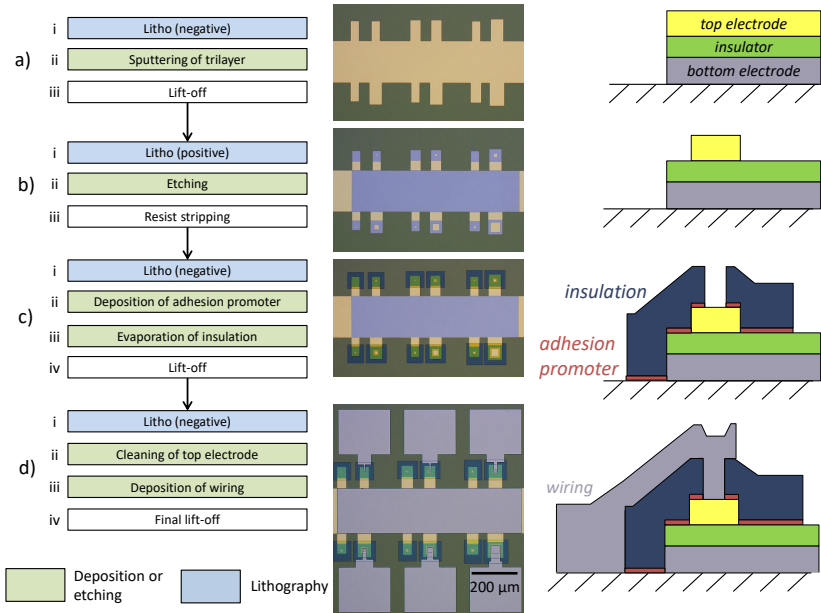 a)
i Litho (negative)
ii Sputtering of trilayer
iii Lift-off
top electrode
insulator
bottom electrode
b)
i Litho (positive)
ii Etching
iii Resist stripping
c)
i Litho (negative)
ii Deposition of adhesion promoter
iii Evaporation of insulation
iv Lift-off
insulation
adhesion
promoter
d)
i Litho (negative)
ii Cleaning of top electrode
iii Deposition of wiring
iv Final lift-off
wiring
200 µm
Deposition or
etching
Lithography